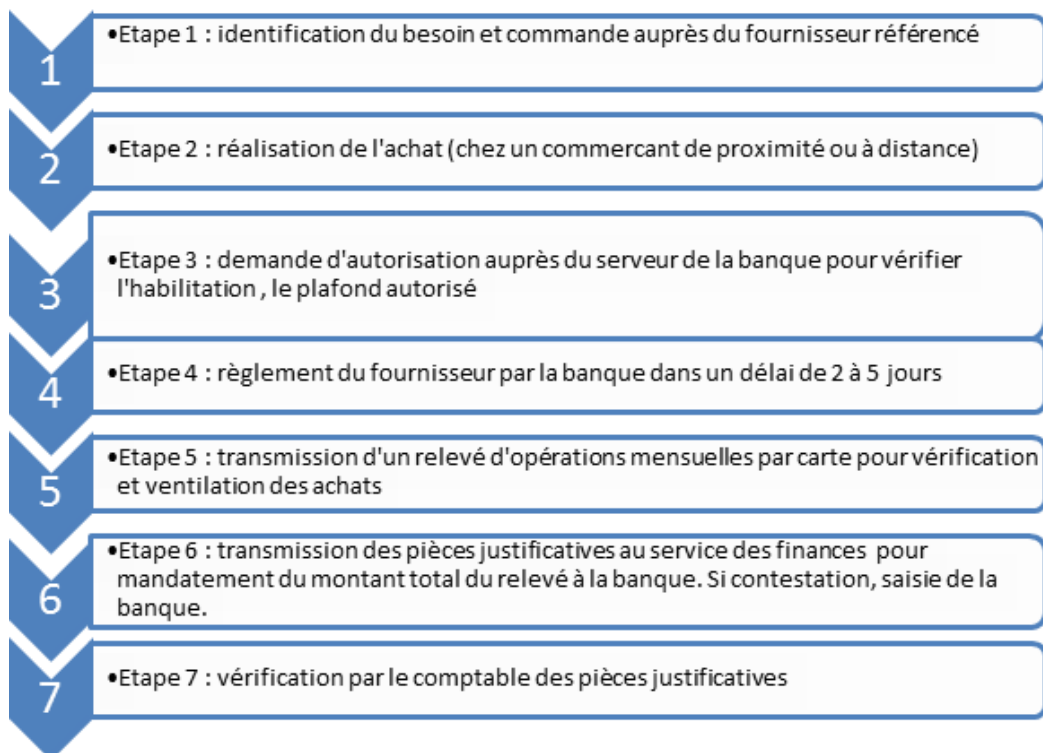 1
•Etape 1 : identification du besoin et commande auprès du fournisseur référencé
2
•Etape 2 : réalisation de l'achat (chez un commercant de proximité ou à distance)
3
•Etape 3 : demande d'autorisation auprès du serveur de la banque pour vérifier
l'habilitation , le plafond autorisé
4
•Etape 4 : règlement du fournisseur par la banque dans un délai de 2 à 5 jours
5
•Etape 5 : transmission d'un relevé d'opérations mensuelles par carte pour vérification
et ventilation des achats
6
•Etape 6 : transmission des pièces justificatives au service des finances pour
mandatement du montant total du relevé à la banque. Si contestation, saisie de la
banque.
7
•Etape 7 : vérification par le comptable des pièces justificatives